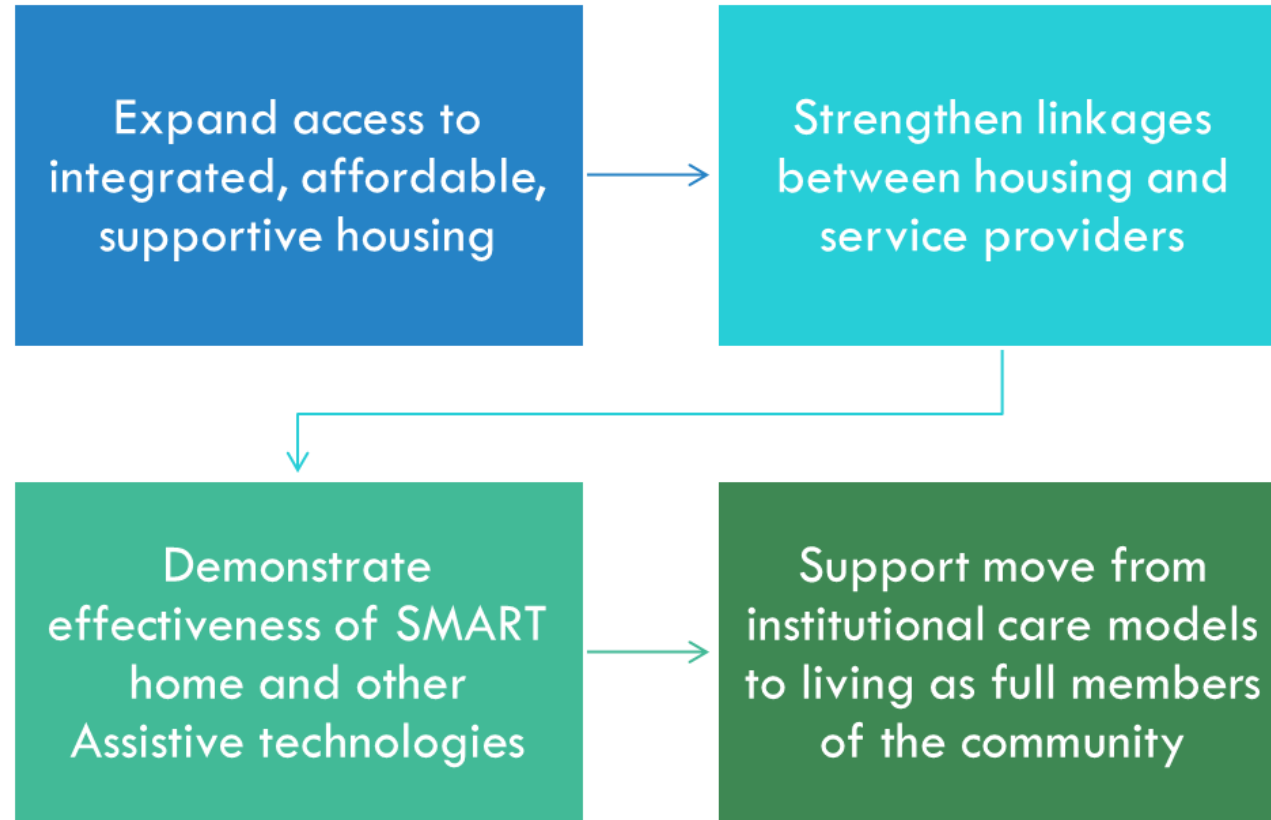 Expand access to
integrated, affordable,
supportive housing
Strengthen linkages
between housing and
service providers
Demonstrate
effectiveness of SMART
home and other
Assistive technologies
Support move from
institutional care models
to living as full members
of the community